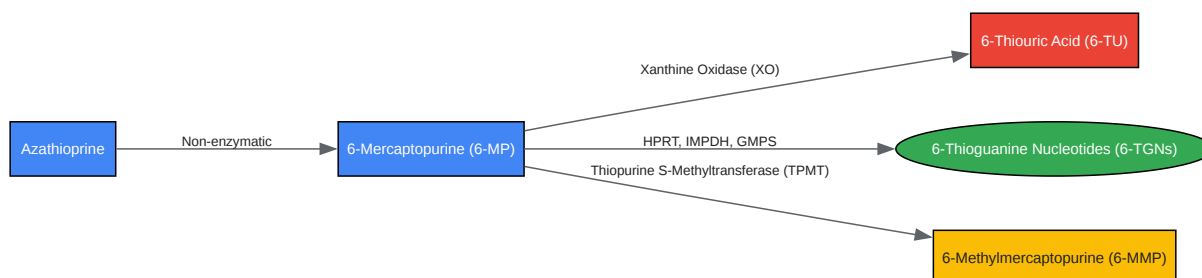 6-Thiouric Acid (6-TU)
Xanthine Oxidase (XO)
Azathioprine
Non-enzymatic
6-Mercaptopurine (6-MP)
HPRT, IMPDH, GMPS
6-Thioguanine Nucleotides (6-TGNs)
Thiopurine S-Methyltransferase (TPMT)
6-Methylmercaptopurine (6-MMP)